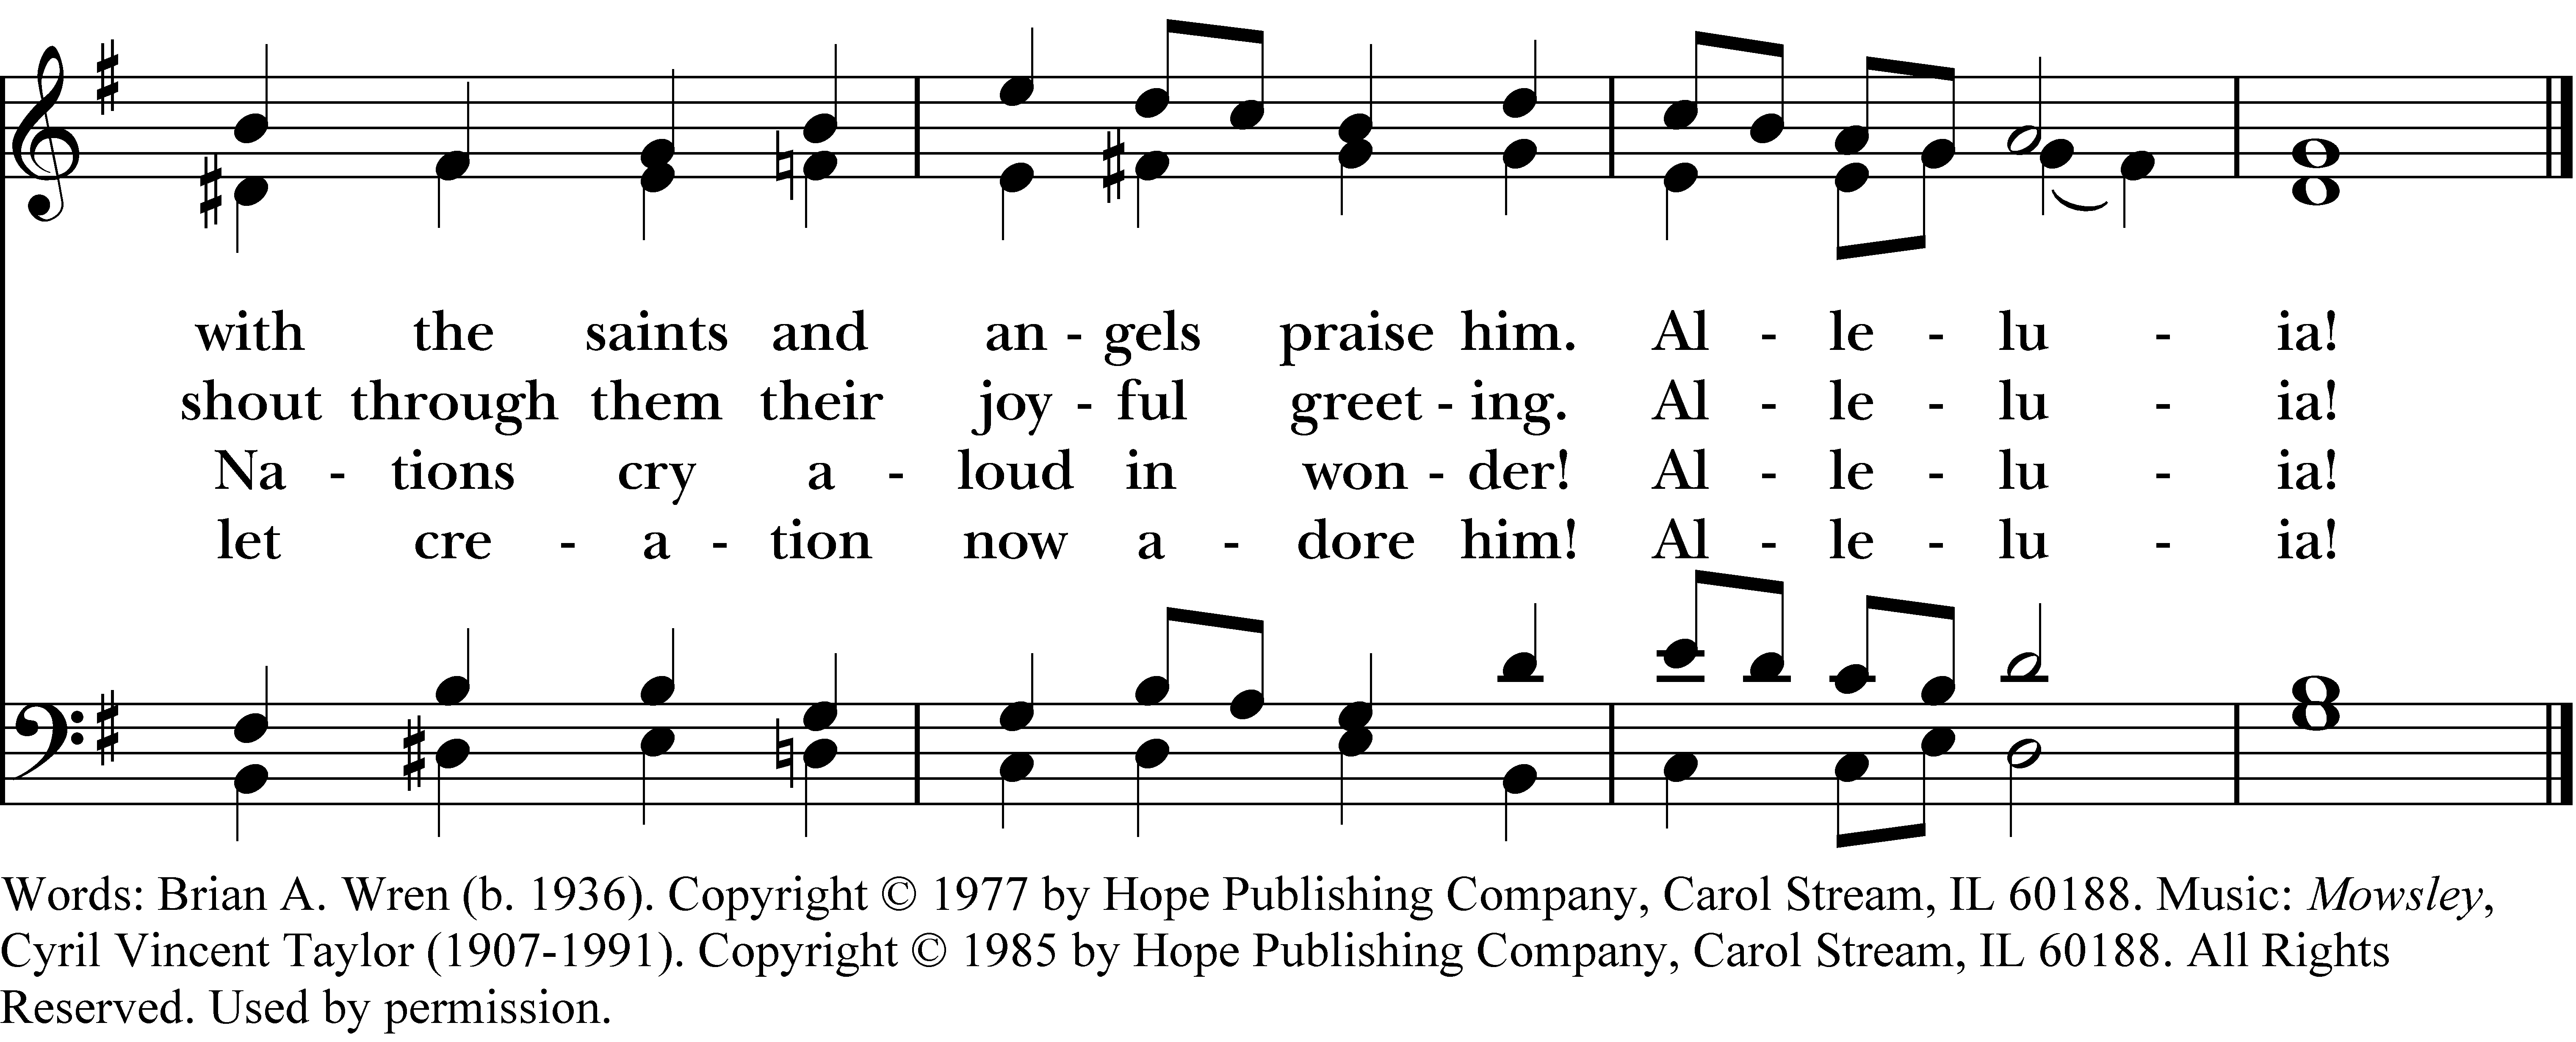 with the saints and an - gels praise him. Al - le - lu - ia!
shout through them their joy - ful greet - ing. Al - le - lu - ia!
Na - tions cry a - loud in won - der! Al - le - lu - ia!
let cre - a - tion now a - dore him! Al - le - lu - ia!
Words: Brian A. Wren (b. 1936). Copyright © 1977 by Hope Publishing Company, Carol Stream, IL 60188. Music: Mowsley,
Cyril Vincent Taylor (1907-1991). Copyright © 1985 by Hope Publishing Company, Carol Stream, IL 60188. All Rights
Reserved. Used by permission.